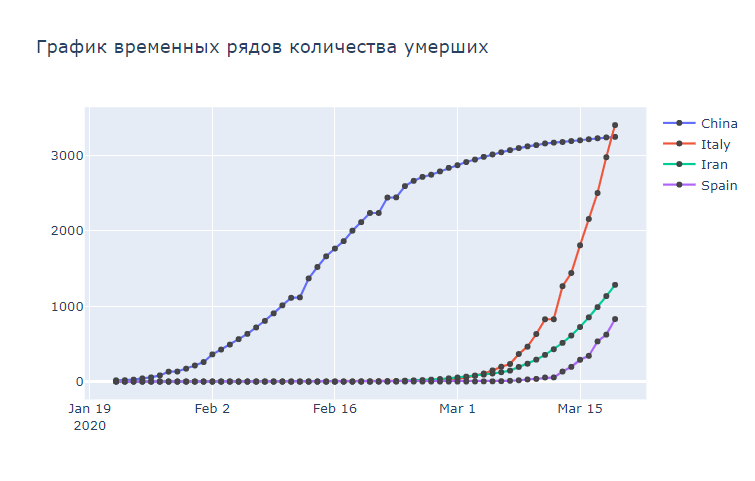 График временных рядов количества умерших
China
Italy
Iran
Spain
3000
2000
1000
0
Jan 19
2020
Feb 2
Feb 16
Mar 1
Mar 15